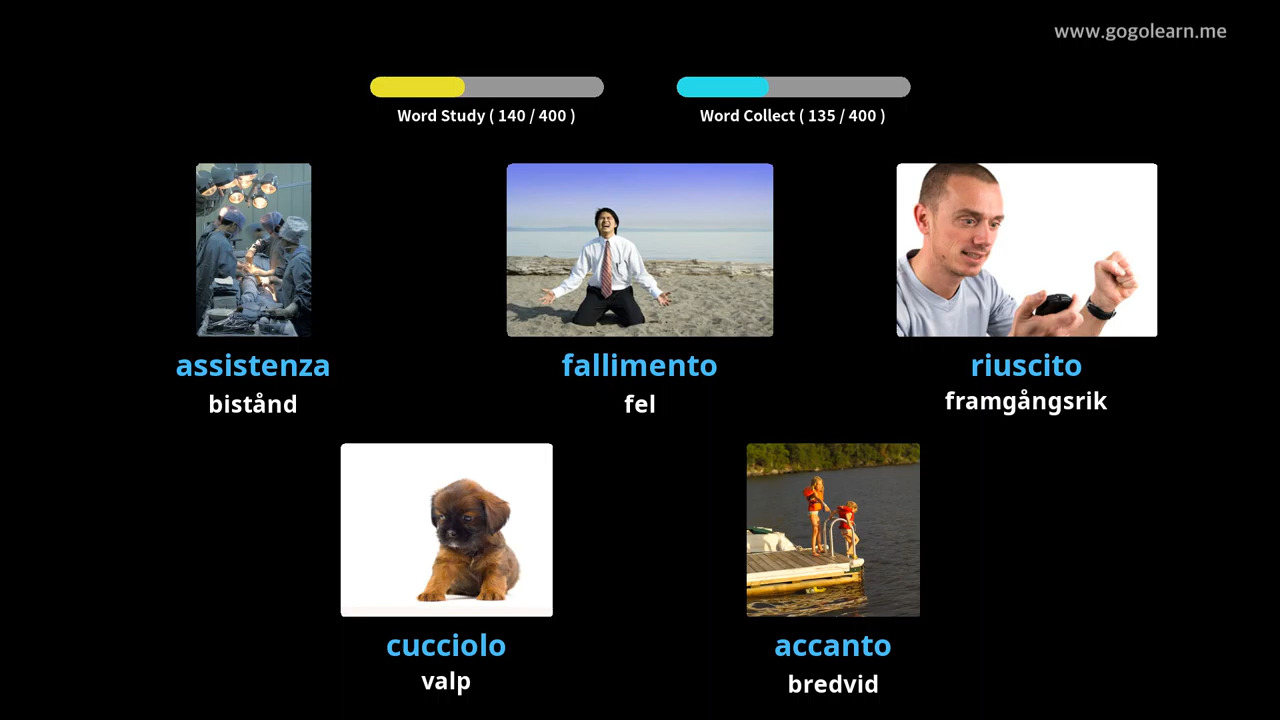 www.gogolearn.me
Word Study ( 140 / 400 )
Word Collect ( 135 / 400 )
assistenza
bistånd
fallimento
fel
riuscito
framgångsrik
cucciolo
valp
accanto
bredvid